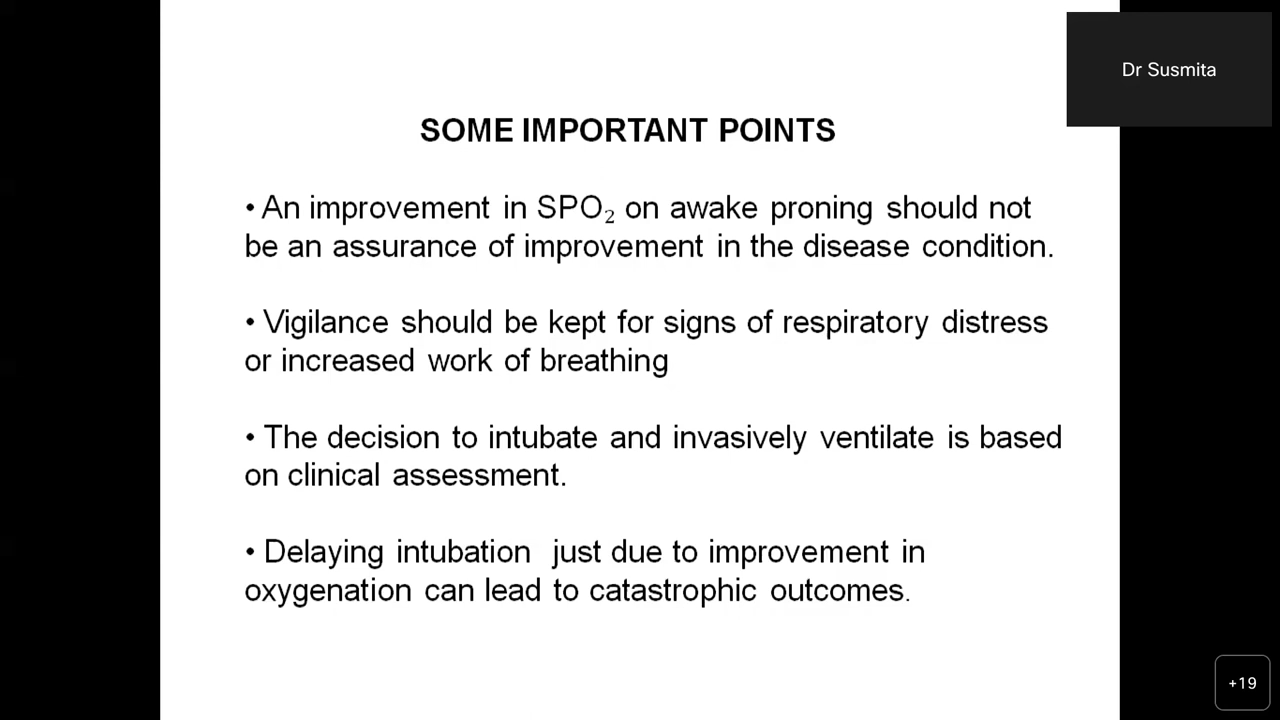 Dr Susmita
SOME IMPORTANT POINTS
• An improvement in SPO₂ on awake proning should not
be an assurance of improvement in the disease condition.
• Vigilance should be kept for signs of respiratory distress
or increased work of breathing
• The decision to intubate and invasively ventilate is based
on clinical assessment.
• Delaying intubation just due to improvement in
oxygenation can lead to catastrophic outcomes.
+19